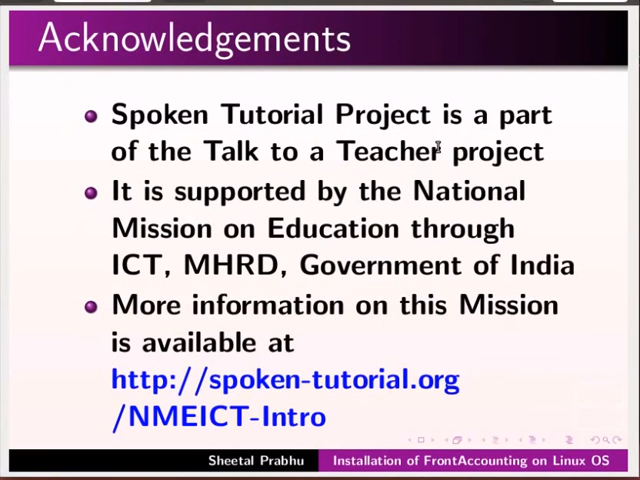 Acknowledgements
Spoken Tutorial Project is a part
of the Talk to a Teacher project
It is supported by the National
Mission on Education through
ICT, MHRD, Government of India
More information on this Mission
is available at
http://spoken-tutorial.org
/NMEICT-Intro
Sheetal Prabhu
Installation of FrontAccounting on Linux OS